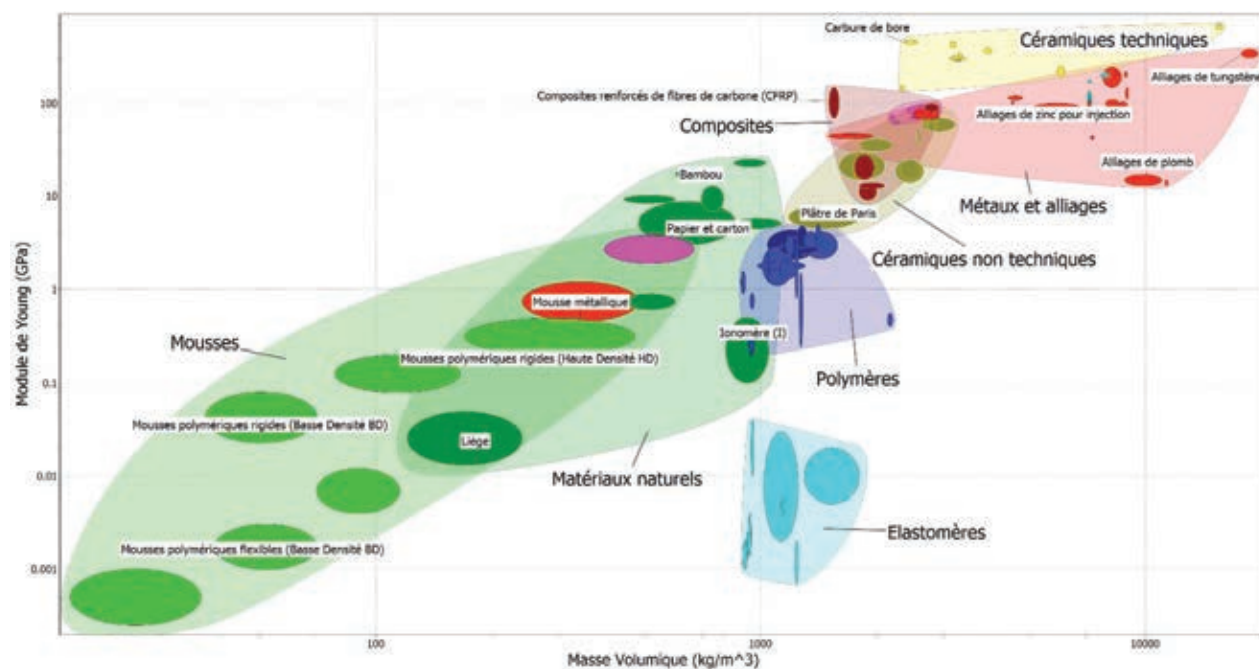 Carbure de bore
Céramiques techniques
Alliages de tungstène
Composites renforcés de fibres de carbone (CFRP)
100
Composites
Alliages de zinc pour injection
Alliages de plomb
Bambou
10
Métaux et alliages
Plâtre de Paris
Papier et carton
Céramiques non techniques
Module de Young (GPa)
1
Mousse métallique
Ionomère (I)
Mousses
Mousses polymériques rigides (Haute Densité HD)
Polymères
0.1
Mousses polymériques rigides (Basse Densité BD)
Liège
Matériaux naturels
0.01
Elastomères
Mousses polymériques flexibles (Basse Densité BD)
0.001
100
1000
10000
Masse Volumique (kg/m^3)